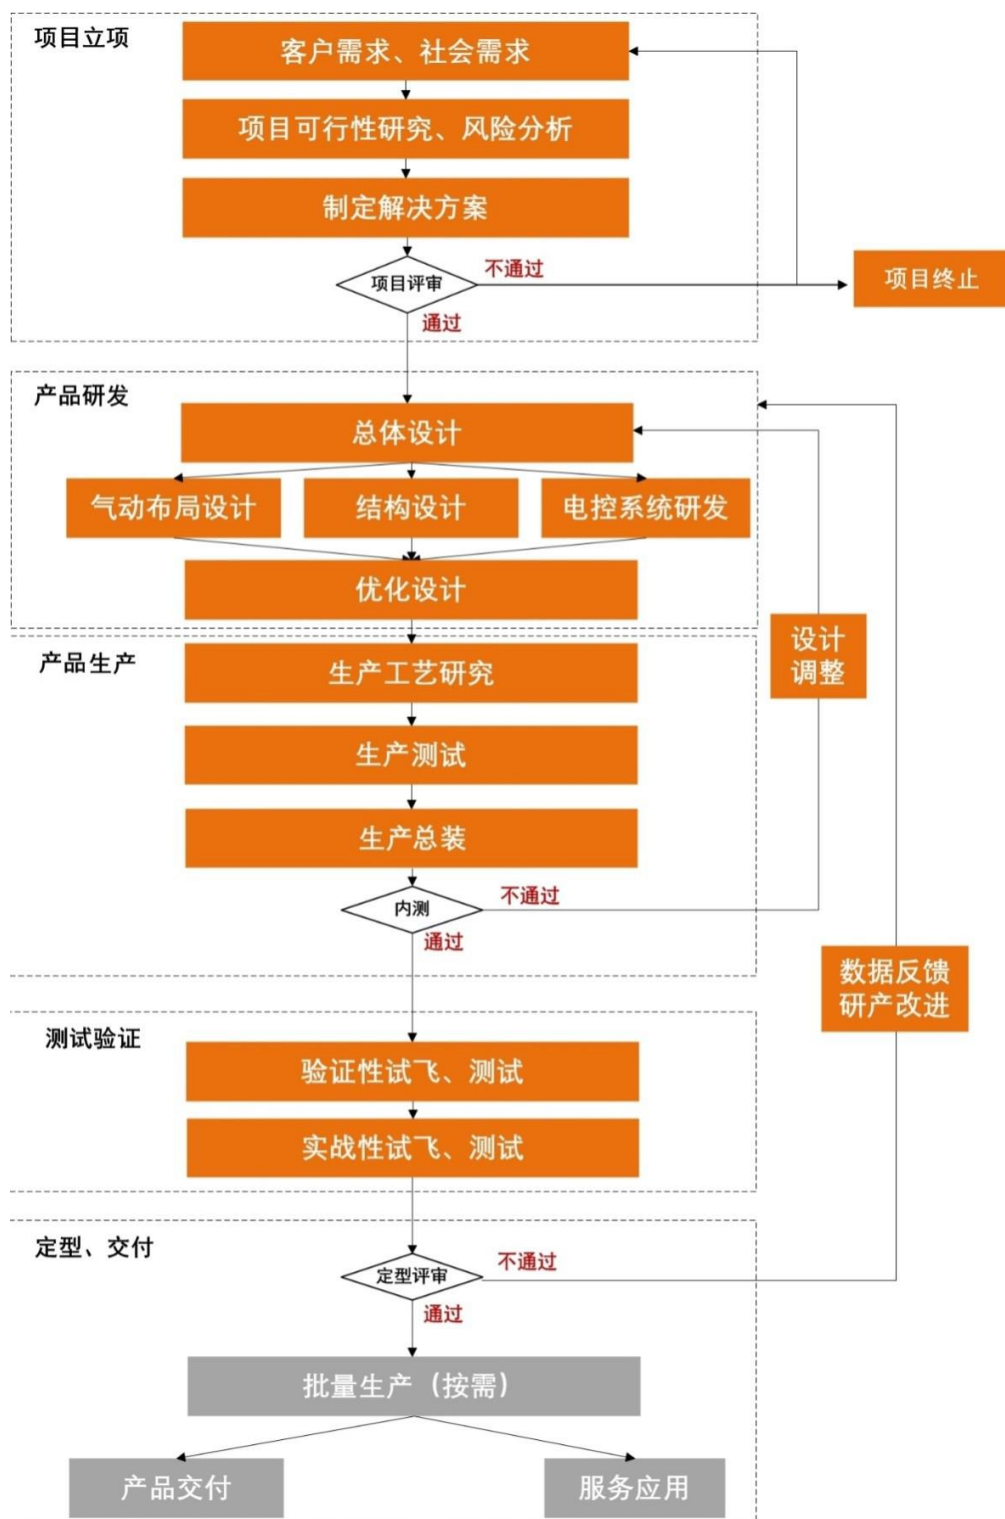 项目立项
客户需求、社会需求
项目可行性研究、风险分析
制定解决方案
项目评审
不通过
通过
项目终止
产品研发
总体设计
气动布局设计
结构设计
电控系统研发
优化设计
设计
调整
产品生产
生产工艺研究
生产测试
生产总装
内测
不通过
通过
数据反馈
研产改进
测试验证
验证性试飞、测试
实战性试飞、测试
定型、交付
定型评审
不通过
通过
批量生产（按需）
产品交付
服务应用